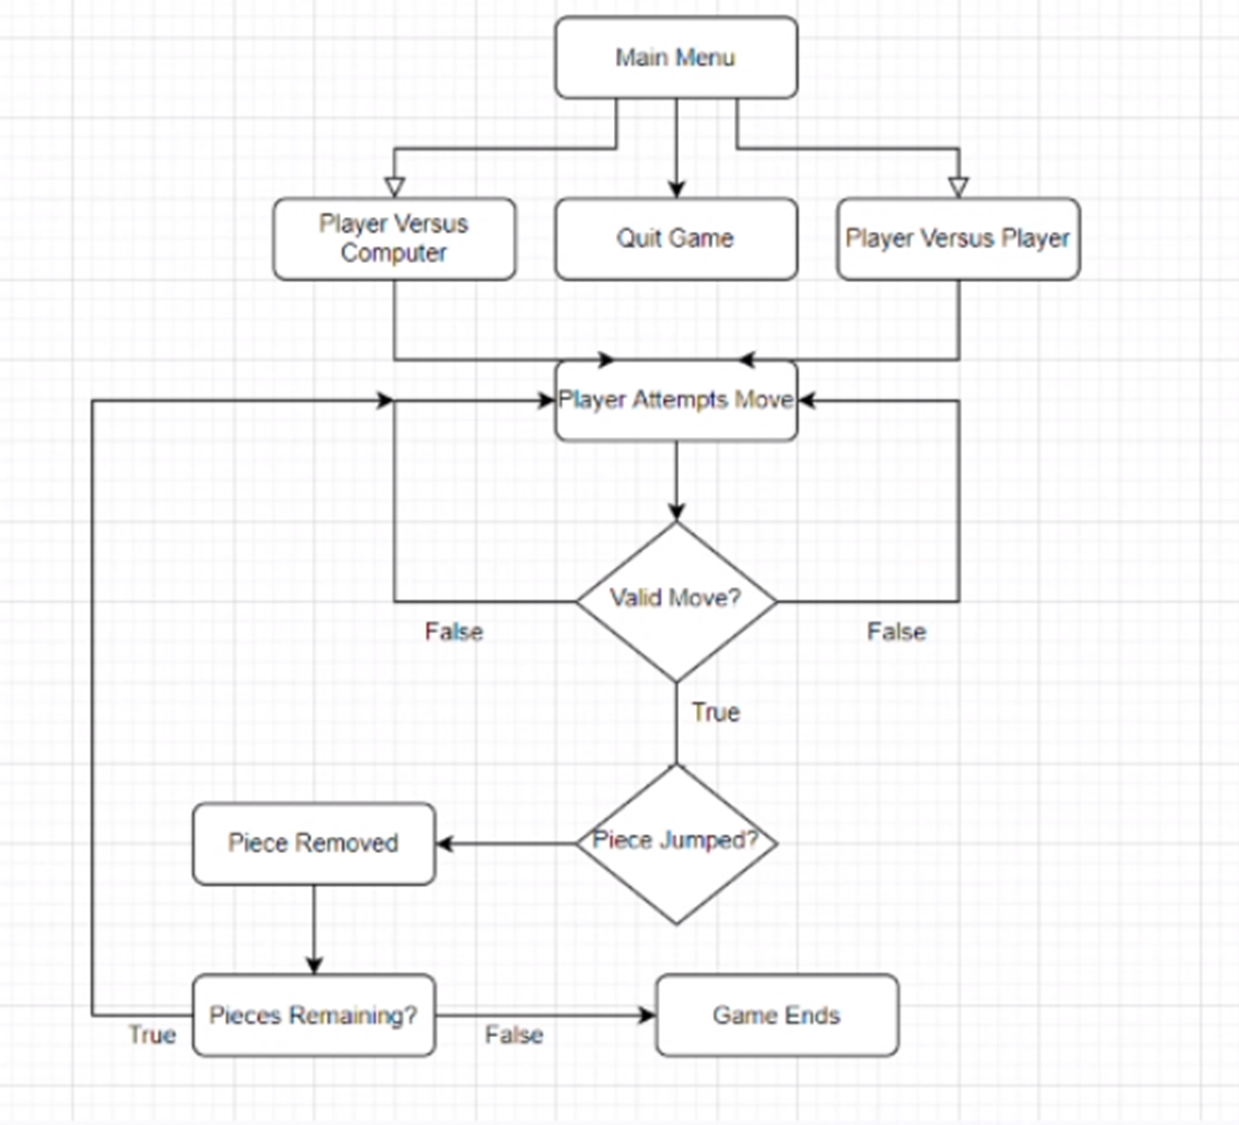 Main Menu
Player Versus
Computer
Quit Game
Player Versus Player
Player Attempts Move
Valid Move?
False
False
True
Piece Jumped?
Piece Removed
Pieces Remaining?
True
False
Game Ends